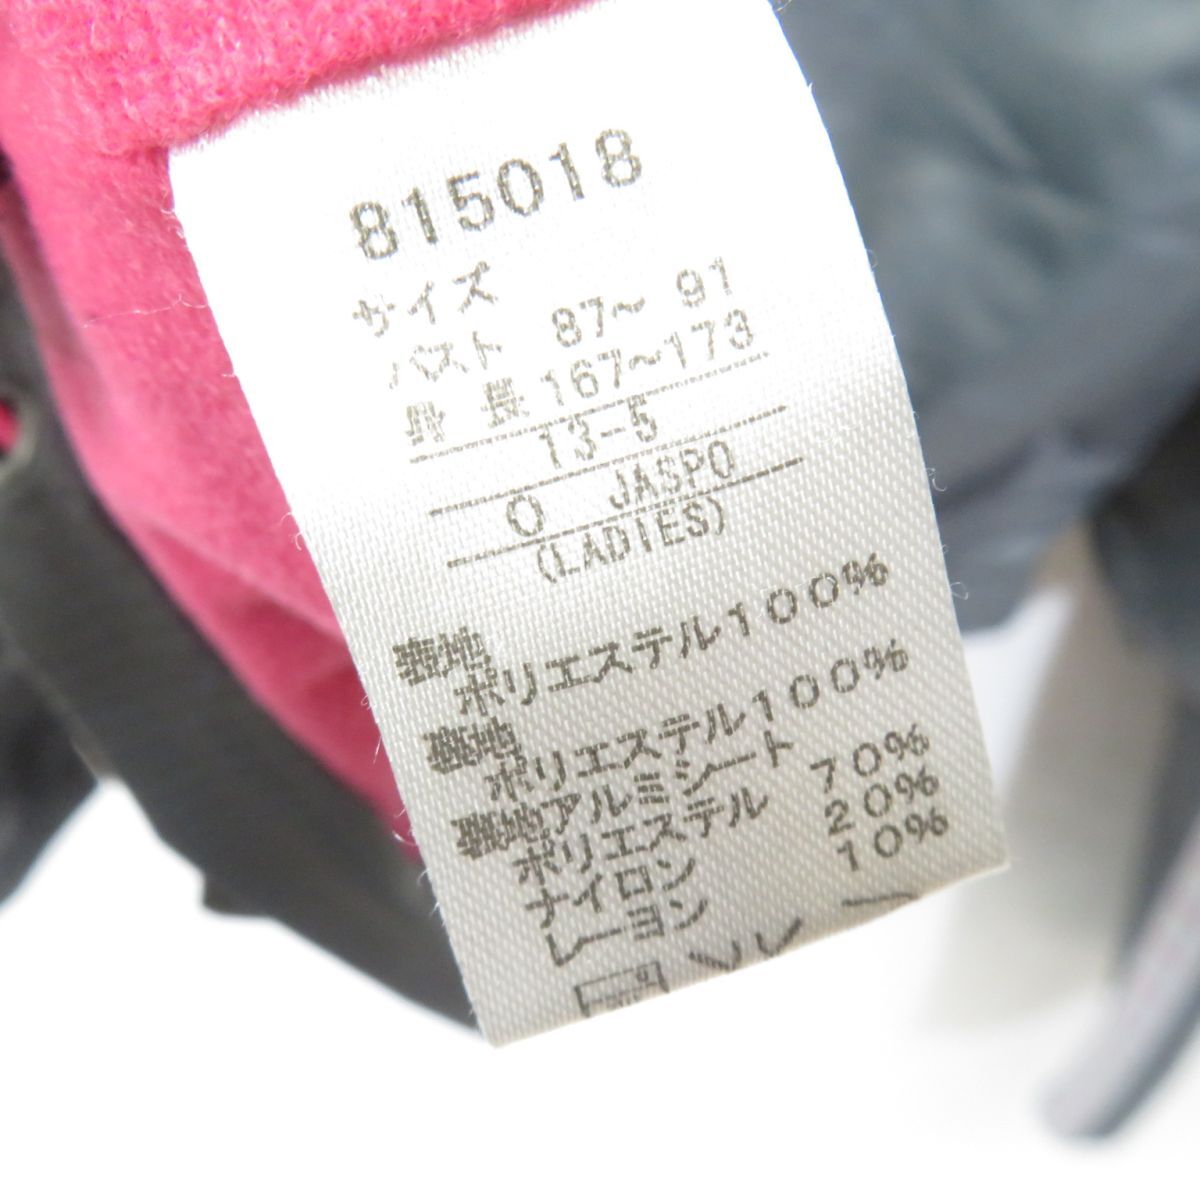 815018
サイズ
バスト 87〜 91
身 長 167〜173
13-5
O JASPO
(LADIES)
表地
ポリエステル100%
裏地
ポリエステル100%
裏地アルミシート
ポリエステル 70%
ナイロン 20%
レーヨン 10%